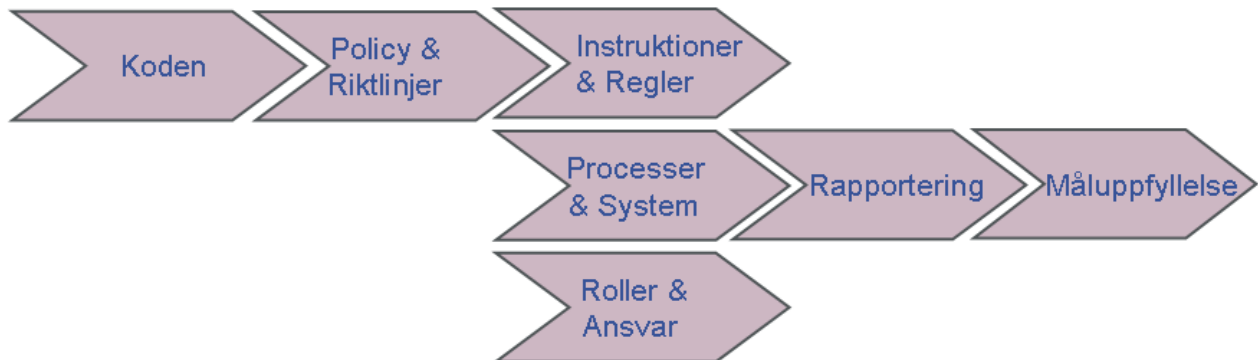 Koden
Policy &
Riktlinjer
Instruktioner
& Regler
Processer
& System
Rapportering
Måluppfyllelse
Roller &
Ansvar